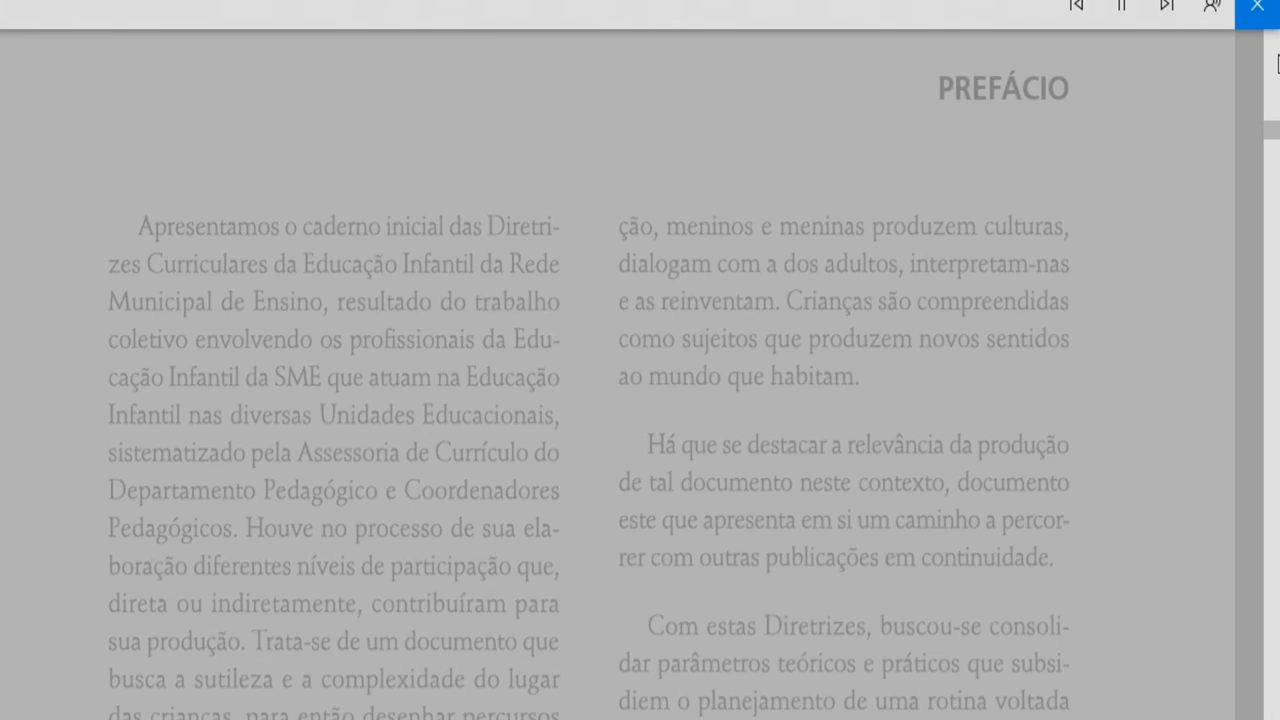 PREFÁCIO
Apresentamos o caderno inicial das Diretri-
zes Curriculares da Educação Infantil da Rede
Municipal de Ensino, resultado do trabalho
coletivo envolvendo os profissionais da Edu-
cação Infantil da SME que atuam na Educação
Infantil nas diversas Unidades Educacionais,
sistematizado pela Assessoria de Currículo do
Departamento Pedagógico e Coordenadores
Pedagógicos. Houve no processo de sua ela-
boração diferentes níveis de participação que,
direta ou indiretamente, contribuíram para
sua produção. Trata-se de um documento que
busca a sutileza e a complexidade do lugar
das crianças, para então desenhar percursos
ção, meninos e meninas produzem culturas,
dialogam com a dos adultos, interpretam-nas
e as reinventam. Crianças são compreendidas
como sujeitos que produzem novos sentidos
ao mundo que habitam.
Há que se destacar a relevância da produção
de tal documento neste contexto, documento
este que apresenta em si um caminho a percor-
rer com outras publicações em continuidade.
Com estas Diretrizes, buscou-se consoli-
dar parâmetros teóricos e práticos que subsi-
diem o planejamento de uma rotina voltada